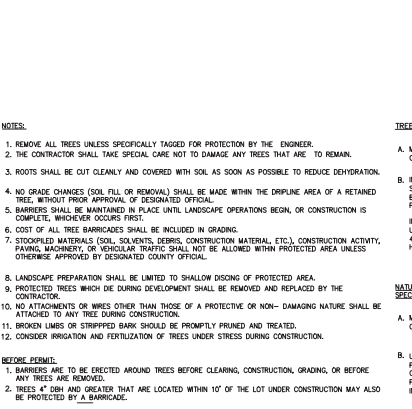 NOTES:
1. REMOVE ALL TREES UNLESS SPECIFICALLY TAGGED FOR PROTECTION BY THE ENGINEER.
2. THE CONTRACTOR SHALL TAKE SPECIAL CARE NOT TO DAMAGE ANY TREES THAT ARE TO REMAIN.
3. ROOTS SHALL BE CUT CLEANLY AND COVERED WITH SOIL AS SOON AS POSSIBLE TO REDUCE DEHYDRATION.
4. NO GRADE CHANGES (SOIL FILL OR REMOVAL) SHALL BE MADE WITHIN THE DRIPLINE AREA OF A RETAINED
TREE, WITHOUT PRIOR APPROVAL OF DESIGNATED OFFICIAL.
5. BARRIERS SHALL BE MAINTAINED IN PLACE UNTIL LANDSCAPE OPERATIONS BEGIN, OR CONSTRUCTION IS
COMPLETE, WHICHEVER OCCURS FIRST.
6. COST OF ALL TREE BARRICADES SHALL BE INCLUDED IN GRADING.
7. STOCKPILED MATERIALS (SOIL, SOLVENTS, DEBRIS, CONSTRUCTION MATERIAL, ETC.), CONSTRUCTION ACTIVITY,
PAVING, MACHINERY, OR VEHICULAR TRAFFIC SHALL NOT BE ALLOWED WITHIN PROTECTED AREA UNLESS
OTHERWISE APPROVED BY DESIGNATED COUNTY OFFICIAL.
8. LANDSCAPE PREPARATION SHALL BE LIMITED TO SHALLOW DISCING OF PROTECTED AREA.
9. PROTECTED TREES WHICH DIE DURING DEVELOPMENT SHALL BE REMOVED AND REPLACED BY THE
CONTRACTOR.
10. NO ATTACHMENTS OR WIRES OTHER THAN THOSE OF A PROTECTIVE OR NON- DAMAGING NATURE SHALL BE
ATTACHED TO ANY TREE DURING CONSTRUCTION.
11. BROKEN LIMBS OR STRIPPPED BARK SHOULD BE PROMPTLY PRUNED AND TREATED.
12. CONSIDER IRRIGATION AND FERTILIZATION OF TREES UNDER STRESS DURING CONSTRUCTION.
BEFORE PERMIT:
1. BARRIERS ARE TO BE ERECTED AROUND TREES BEFORE CLEARING, CONSTRUCTION, GRADING, OR BEFORE
ANY TREES ARE REMOVED.
2. TREES 4" DBH AND GREATER THAT ARE LOCATED WITHIN 10' OF THE LOT UNDER CONSTRUCTION MAY ALSO
BE PROTECTED BY A BARRICADE.
TREE
A.
B.
NATU
SPEC
A.
B.